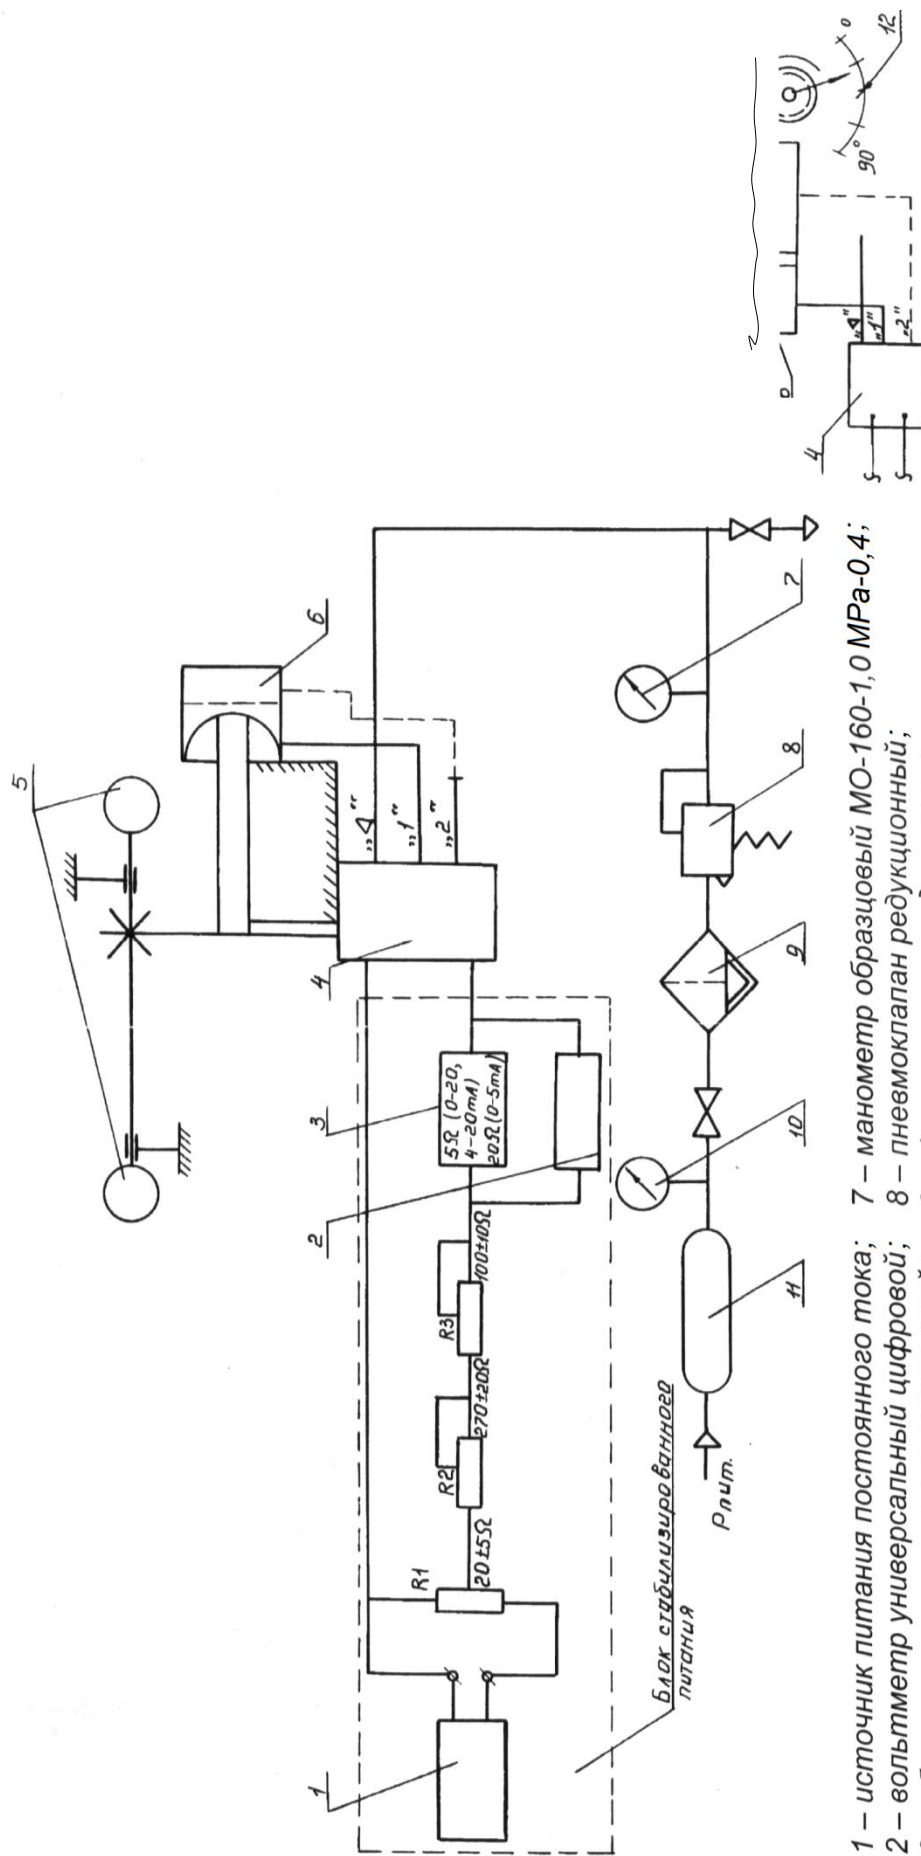 5
6
1
2
3
4
„∆"
„1"
„2"
R1
20±5Ω
R2
270±20Ω
R3
100±10Ω
5Ω (0-20,
4-20mA)
20Ω(0-5mA)
Блок стабилизированного
питания
Рпит.
11
10
9
8
7
4
„∆"
„1"
„2"
90°
0
12
1 – источник питания постоянного тока;
2 – вольтметр универсальный цифровой;
7 – манометр образцовый МО-160-1,0 МPа-0,4;
8 – пневмоклапан редукционный;